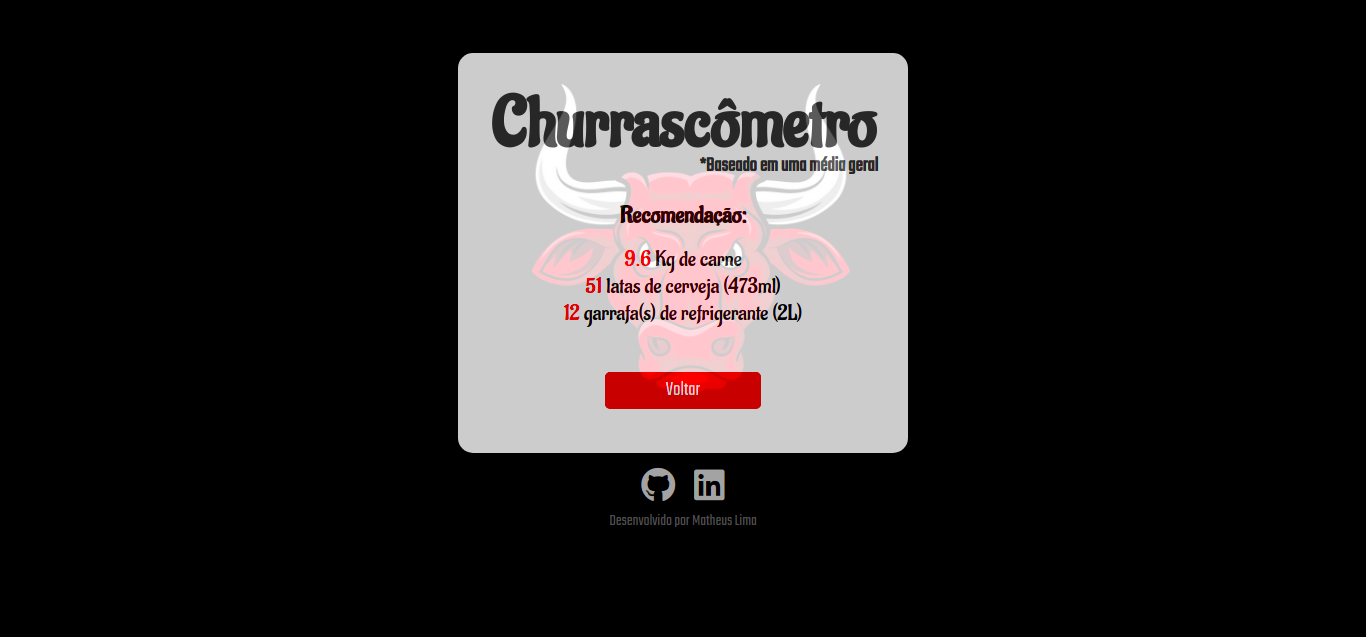 Churrascômetro
*Baseado em uma média geral
Recomendação:
9.6 Kg de carne
51 latas de cerveja (473ml)
12 garrafa(s) de refrigerante (2L)
Voltar
in
Desenvolvido por Matheus Lima